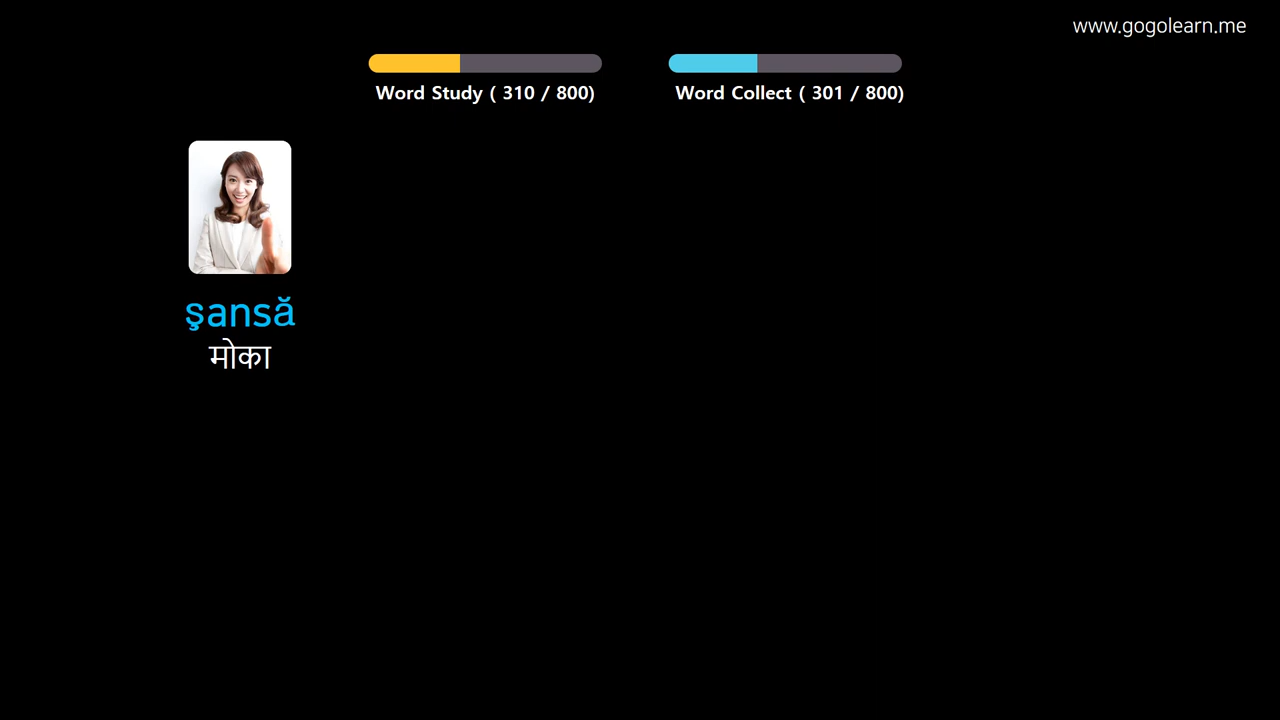 www.gogolearn.me
Word Study ( 310 / 800)
Word Collect ( 301 / 800)
şansă
मोका